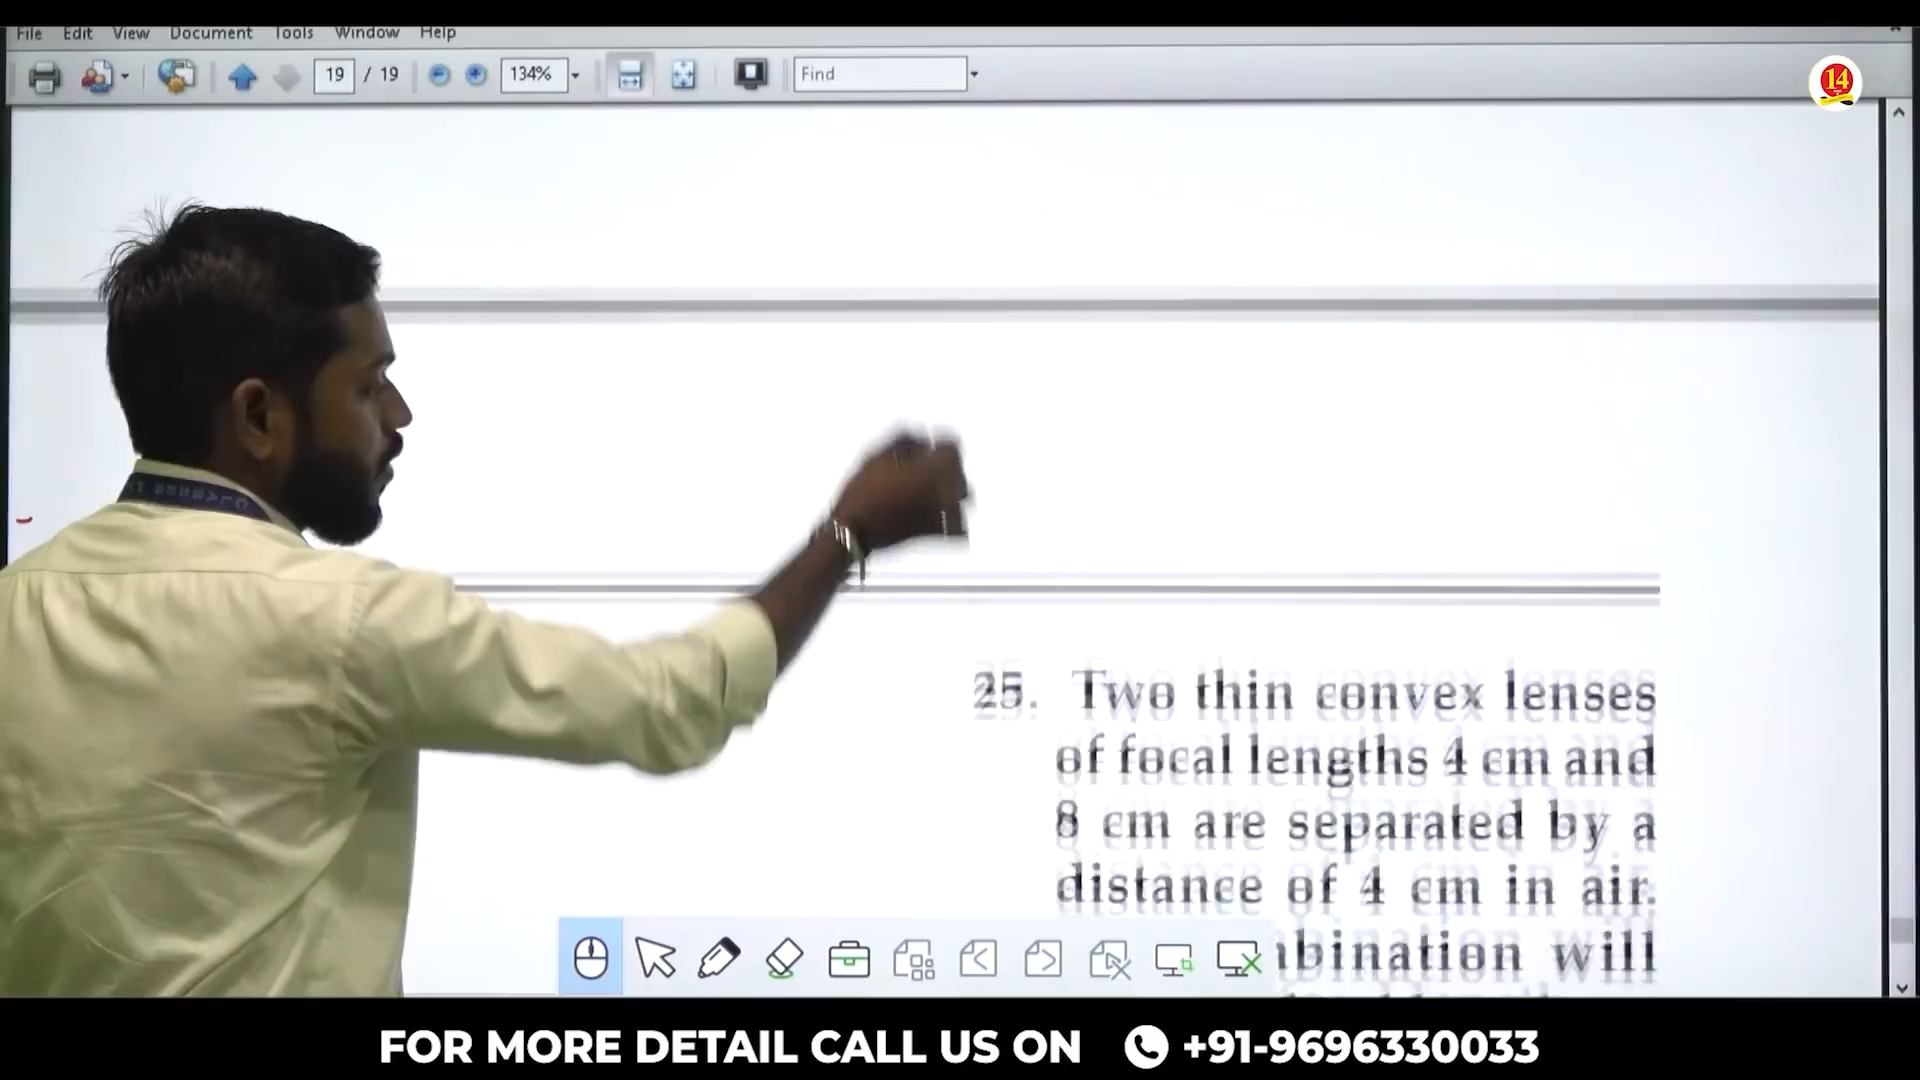 File Edit View Document Tools Window Help
19 / 19 134% Find
14
25. Two thin convex lenses
of focal lengths 4 cm and
8 cm are separated by a
distance of 4 cm in air.
will
FOR MORE DETAIL CALL US ON +91-9696330033